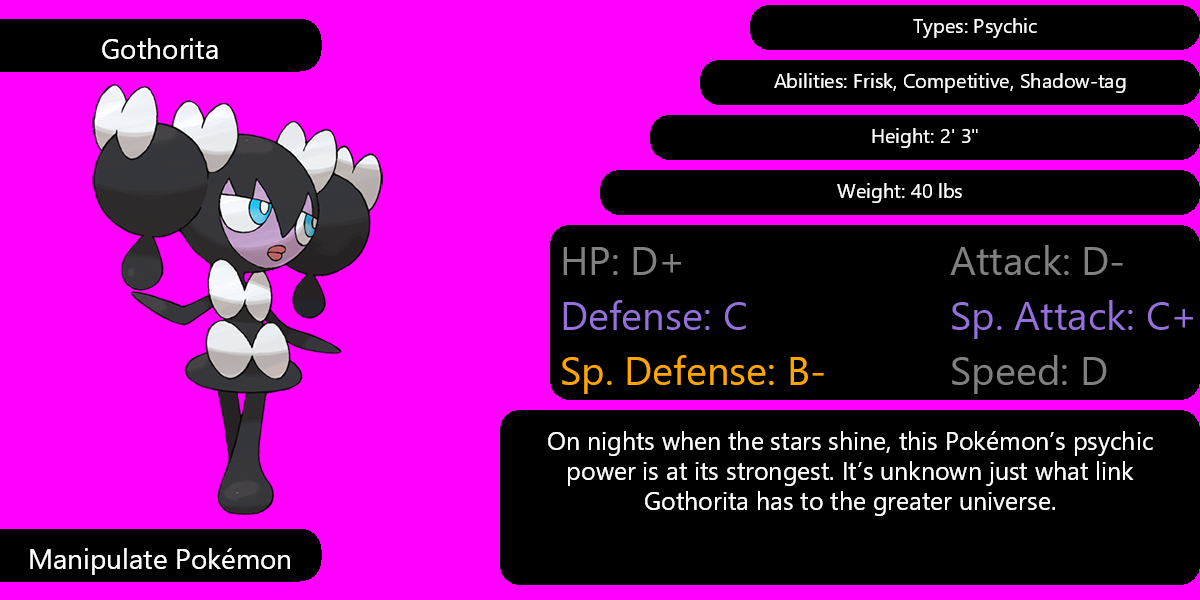 Gothorita
Manipulate Pokémon
Types: Psychic
Abilities: Frisk, Competitive, Shadow-tag
Height: 2' 3"
Weight: 40 lbs
HP: D+
Attack: D-
Defense: C
Sp. Attack: C+
Sp. Defense: B-
Speed: D
On nights when the stars shine, this Pokémon’s psychic
power is at its strongest. It’s unknown just what link
Gothorita has to the greater universe.